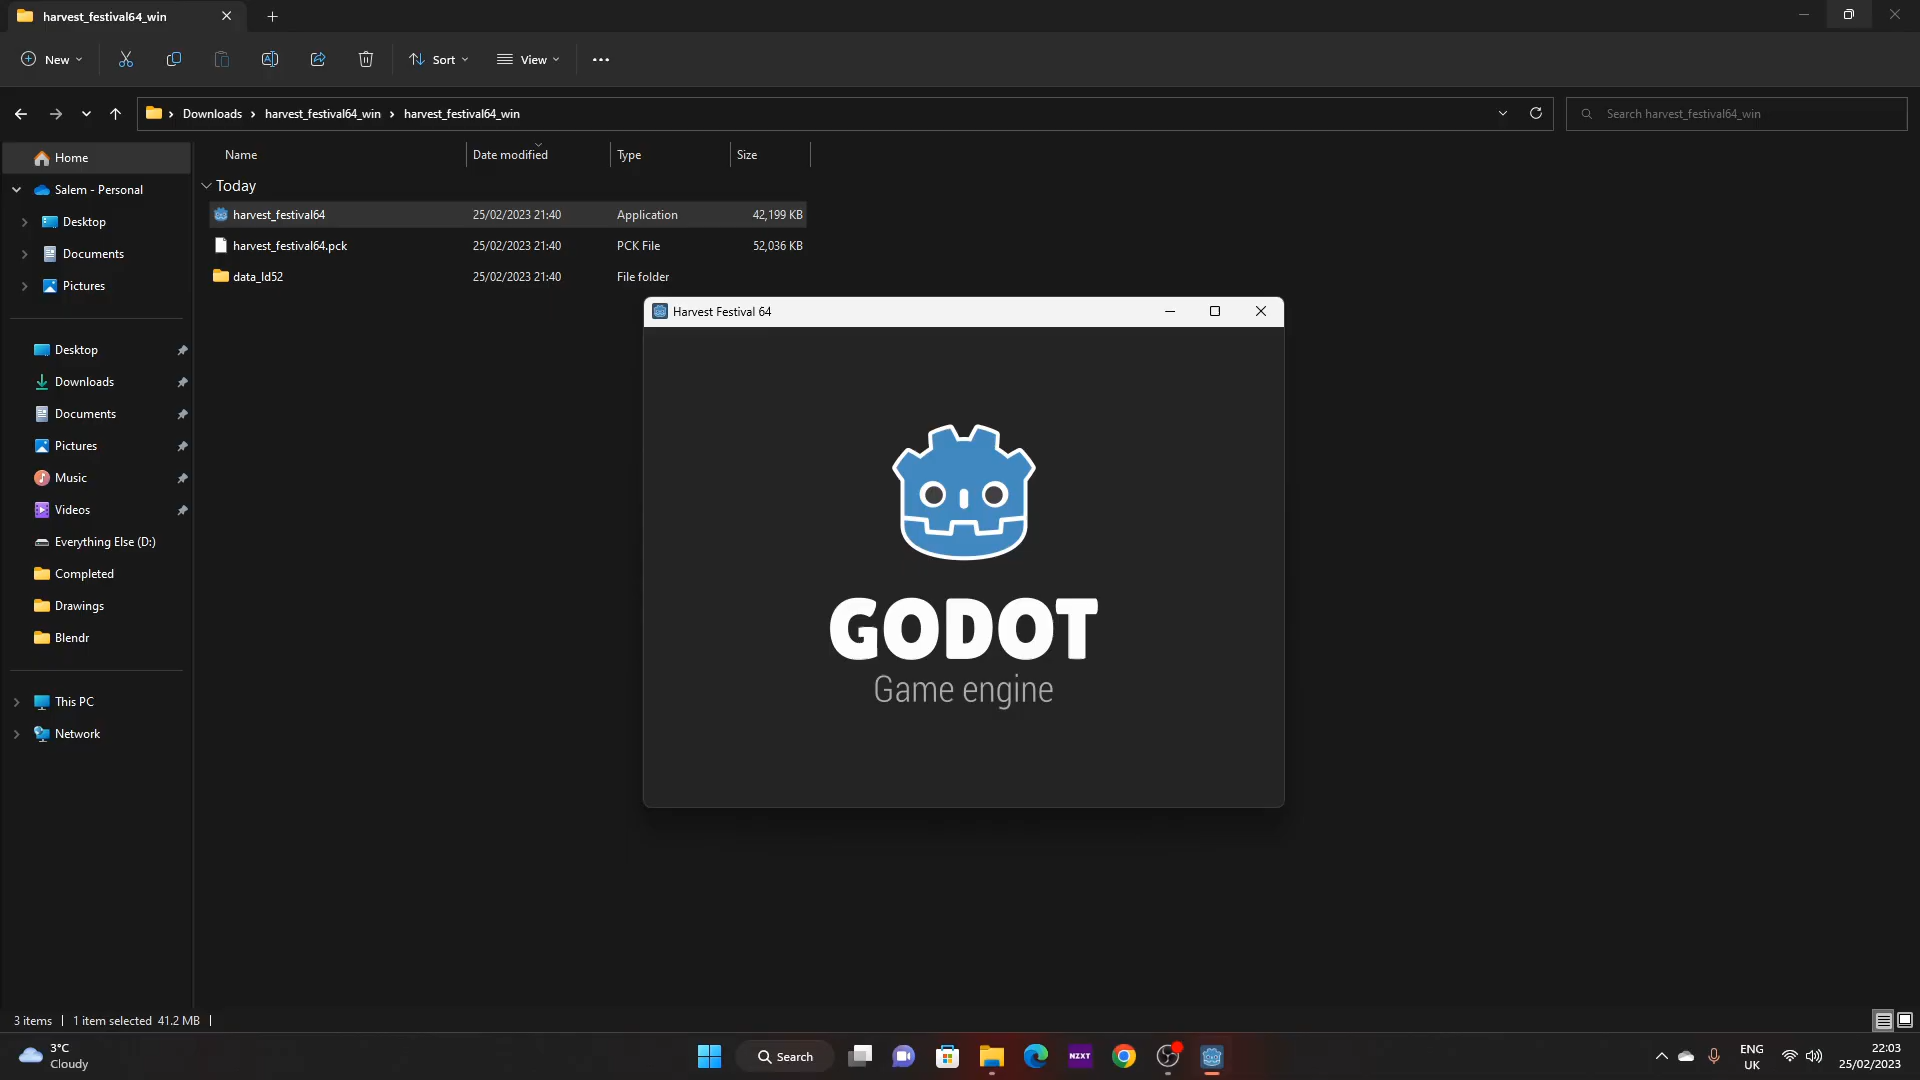 harvest_festival64_win
New
Sort
View
Downloads
harvest_festival64_win
harvest_festival64_win
Search harvest_festival64_win
Home
Salem - Personal
Desktop
Documents
Pictures
Desktop
Downloads
Documents
Pictures
Music
Videos
Everything Else (D:)
Completed
Drawings
Blendr
This PC
Network
Name Date modified Type Size
Today
harvest_festival64 25/02/2023 21:40 Application 42,199 KB
harvest_festival64.pck 25/02/2023 21:40 PCK File 52,036 KB
data_ld52 25/02/2023 21:40 File folder
Harvest Festival 64
GODOT
Game engine
3 items 1 item selected 41.2 MB
3°C
Cloudy
Search
NZXT
ENG
UK
22:03
25/02/2023